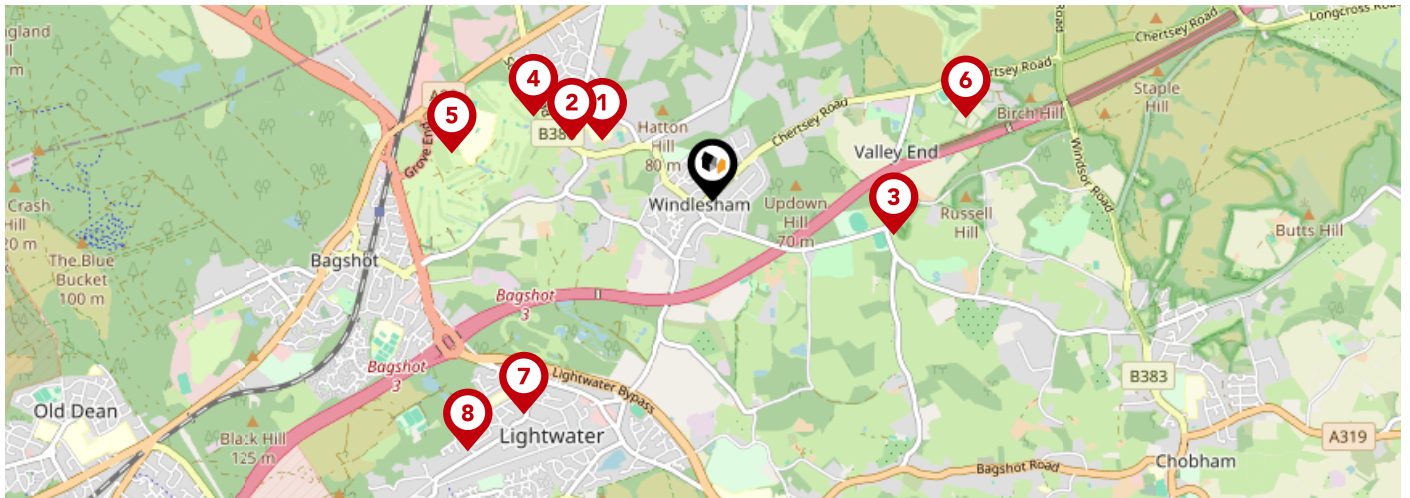 Chertsey Road
Longcross
Road
gland
ll
m
4
6
rtsey Road
Staple
Hill
A
5
2
1
B38
Birch Hill
Chertsey Road
Hatton
Hill
80 m
Grove End
Valley End
Windsor Road
3
Crash
Hill
20 m
Windlesham
Updown
Hill
70 m
Russell
Hill
Butts Hill
The Blue
Bucket
100 m
Bagshot
Bagshot
3
10
Bagshot
3
7
Lightwater Bypass
B383
8
Old Dean
Black Hill
125 m
Lightwater
A319
Chobham
Bagshot Road